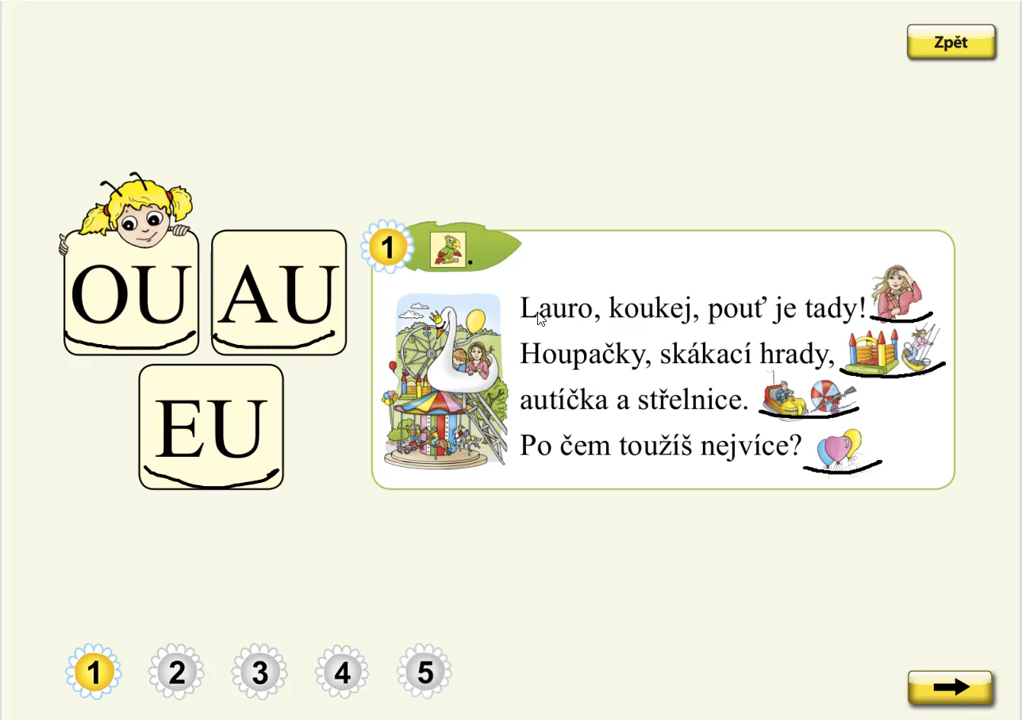 Zpět
OU AU
EU
1
Lauro, koukej, pouť je tady!
Houpačky, skákací hrady,
autíčka a střelnice.
Po čem toužíš nejvíce?
1 2 3 4 5